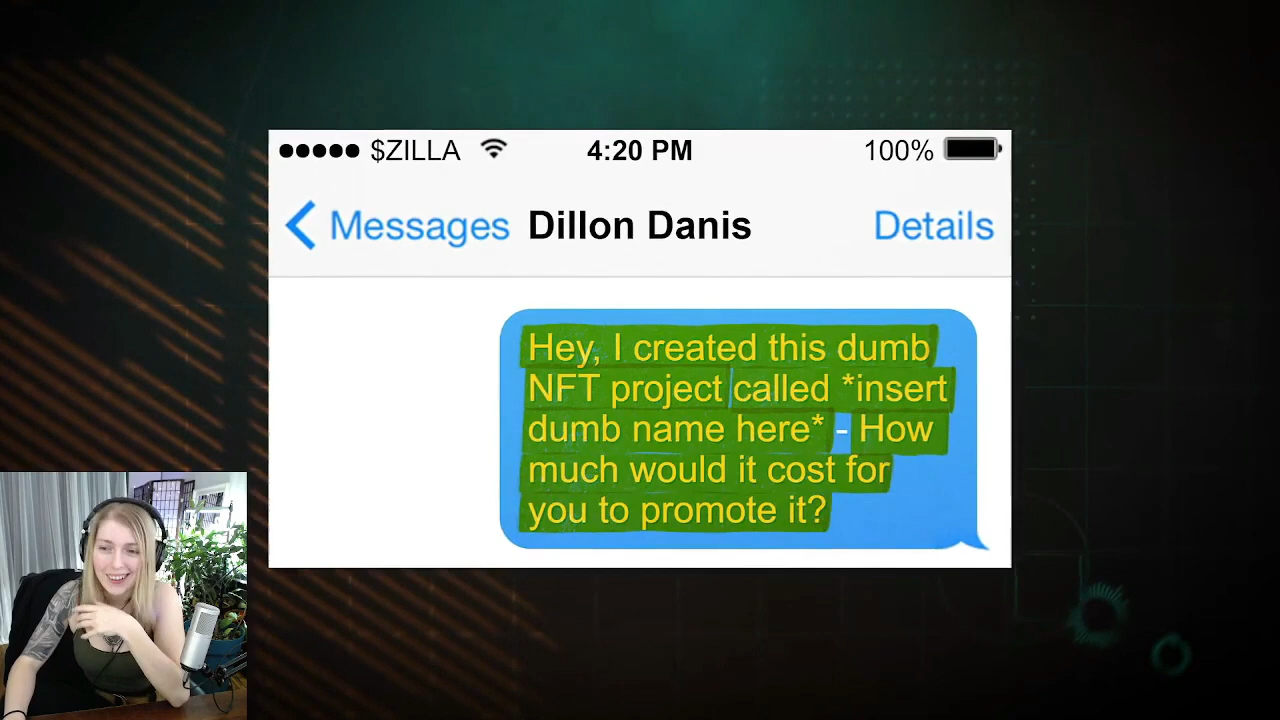 $ZILLA 4:20 PM 100%
Messages Dillon Danis Details
Hey, I created this dumb
NFT project called *insert
dumb name here* - How
much would it cost for
you to promote it?